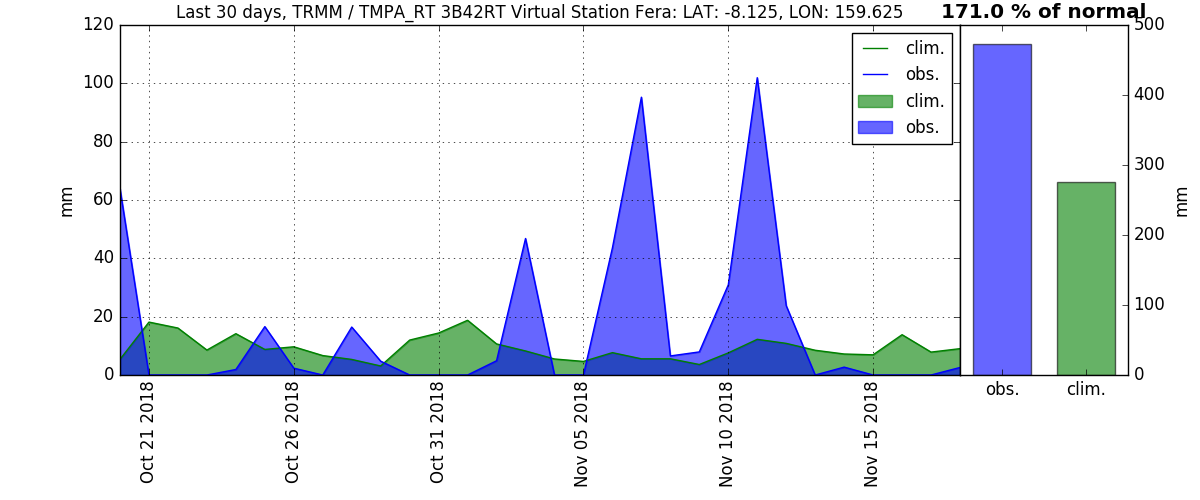 Last 30 days, TRMM / TMPA_RT 3B42RT Virtual Station Fera: LAT: -8.125, LON: 159.625
171.0 % of normal
120
100
80
60
40
20
0
mm
clim.
obs.
clim.
obs.
Oct 21 2018
Oct 26 2018
Oct 31 2018
Nov 05 2018
Nov 10 2018
Nov 15 2018
500
400
300
200
100
0
mm
obs.
clim.